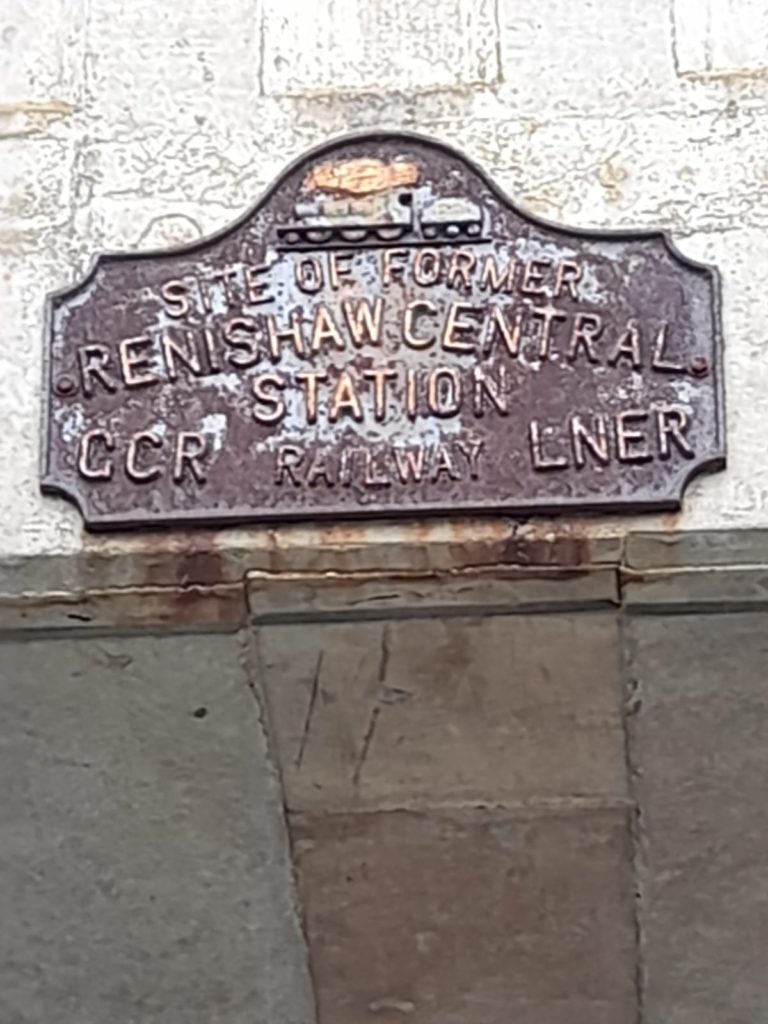 SITE OF FORMER
RENISHAW CENTRAL
STATION
GCR RAILWAY LNER